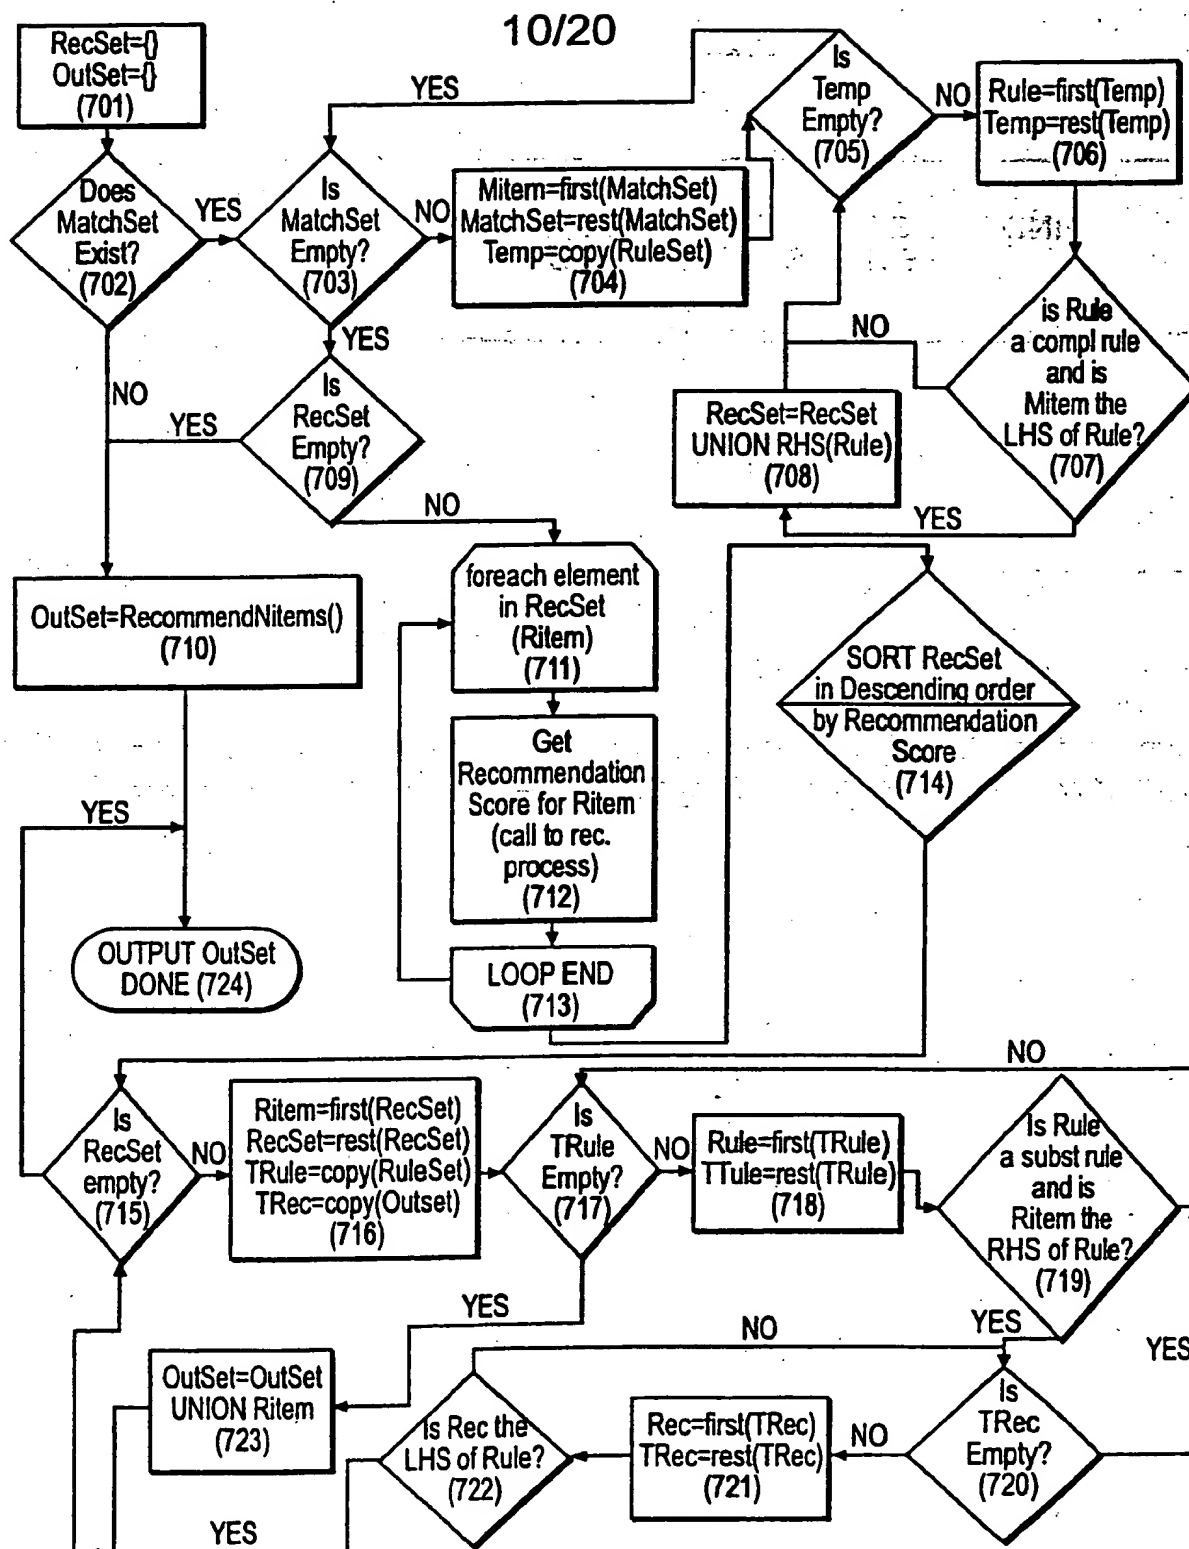 10/20
RecSet={}
OutSet={}
(701)
Does
MatchSet
Exist?
(702)
YES
NO
Is
MatchSet
Empty?
(703)
YES
NO
YES
Mitem=first(MatchSet)
MatchSet=rest(MatchSet)
Temp=copy(RuleSet)
(704)
Is
Temp
Empty?
(705)
NO
Rule=first(Temp)
Temp=rest(Temp)
(706)
is Rule
a compl rule
and is
Mitem the
LHS of Rule?
(707)
NO
YES
RecSet=RecSet
UNION RHS(Rule)
(708)
Is
RecSet
Empty?
(709)
YES
NO
OutSet=RecommendNitems()
(710)
foreach element
in RecSet
(Ritem)
(711)
Get
Recommendation
Score for Ritem
(call to rec.
process)
(712)
LOOP END
(713)
SORT RecSet
in Descending order
by Recommendation
Score
(714)
YES
OUTPUT OutSet
DONE (724)
Is
RecSet
empty?
(715)
NO
Ritem=first(RecSet)
RecSet=rest(RecSet)
TRule=copy(RuleSet)
TRec=copy(Outset)
(716)
Is
TRule
Empty?
(717)
NO
YES
Rule=first(TRule)
TTule=rest(TRule)
(718)
NO
Is Rule
a subst rule
and is
Ritem the
RHS of Rule?
(719)
YES
YES
Is
TRec
Empty?
(720)
NO
Rec=first(TRec)
TRec=rest(TRec)
(721)
NO
Is Rec the
LHS of Rule?
(722)
YES
OutSet=OutSet
UNION Ritem
(723)